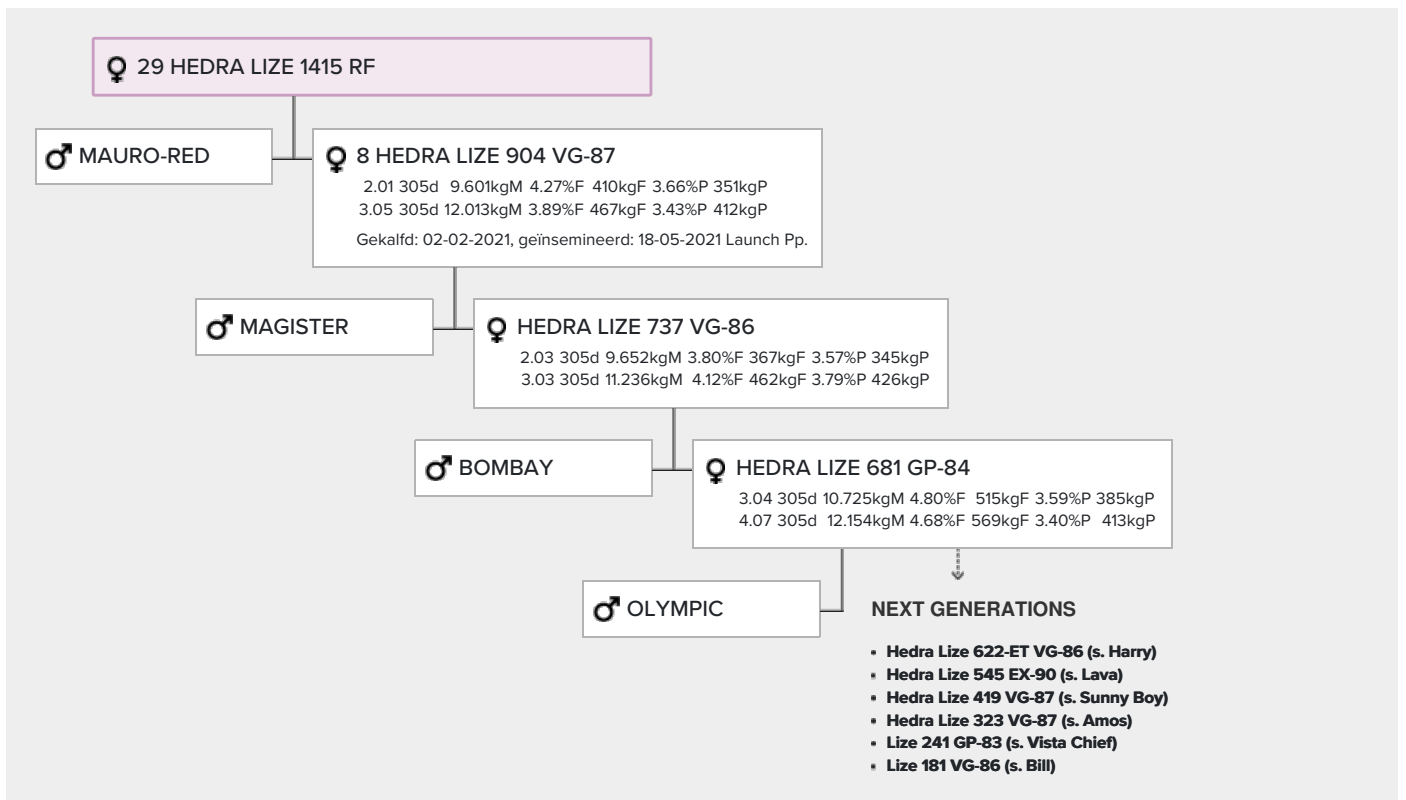 29 HEDRA LIZE 1415 RF
MAURO-RED
8 HEDRA LIZE 904 VG-87
2.01 305d 9.601kgM 4.27%F 410kgF 3.66%P 351kgP
3.05 305d 12.013kgM 3.89%F 467kgF 3.43%P 412kgP
Gekalfd: 02-02-2021, geïnsemineerd: 18-05-2021 Launch Pp.
MAGISTER
HEDRA LIZE 737 VG-86
2.03 305d 9.652kgM 3.80%F 367kgF 3.57%P 345kgP
3.03 305d 11.236kgM 4.12%F 462kgF 3.79%P 426kgP
BOMBAY
HEDRA LIZE 681 GP-84
3.04 305d 10.725kgM 4.80%F 515kgF 3.59%P 385kgP
4.07 305d 12.154kgM 4.68%F 569kgF 3.40%P 413kgP
OLYMPIC
NEXT GENERATIONS
• Hedra Lize 622-ET VG-86 (s. Harry)
• Hedra Lize 545 EX-90 (s. Lava)
• Hedra Lize 419 VG-87 (s. Sunny Boy)
• Hedra Lize 323 VG-87 (s. Amos)
• Lize 241 GP-83 (s. Vista Chief)
• Lize 181 VG-86 (s. Bill)